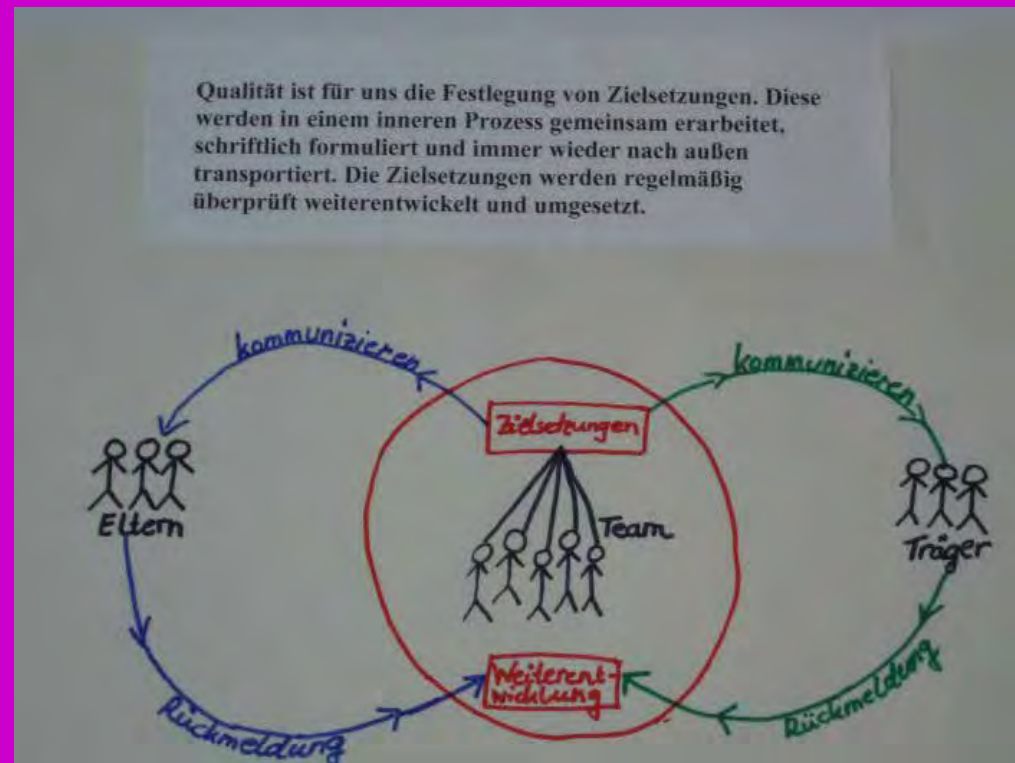 Qualität ist für uns die Festlegung von Zielsetzungen. Diese
werden in einem inneren Prozess gemeinsam erarbeitet,
schriftlich formuliert und immer wieder nach außen
transportiert. Die Zielsetzungen werden regelmäßig
überprüft weiterentwickelt und umgesetzt.
kommunizieren
kommunizieren
Zielsetzungen
Eltern
Team
Träger
Weiterent-
wicklung
Rückmeldung
Rückmeldung